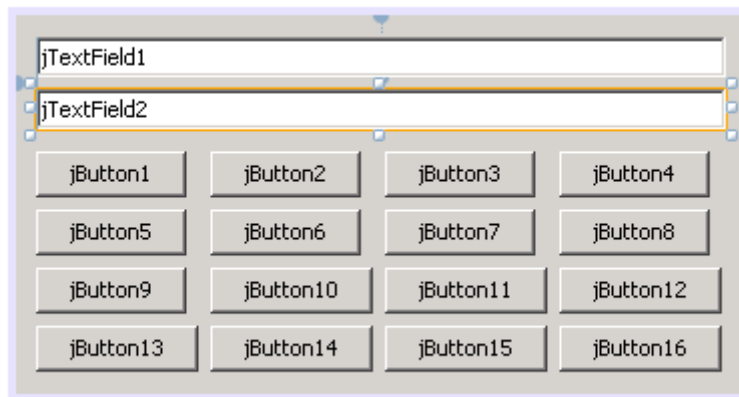 jTextField1
jTextField2
jButton1 jButton2 jButton3 jButton4
jButton5 jButton6 jButton7 jButton8
jButton9 jButton10 jButton11 jButton12
jButton13 jButton14 jButton15 jButton16